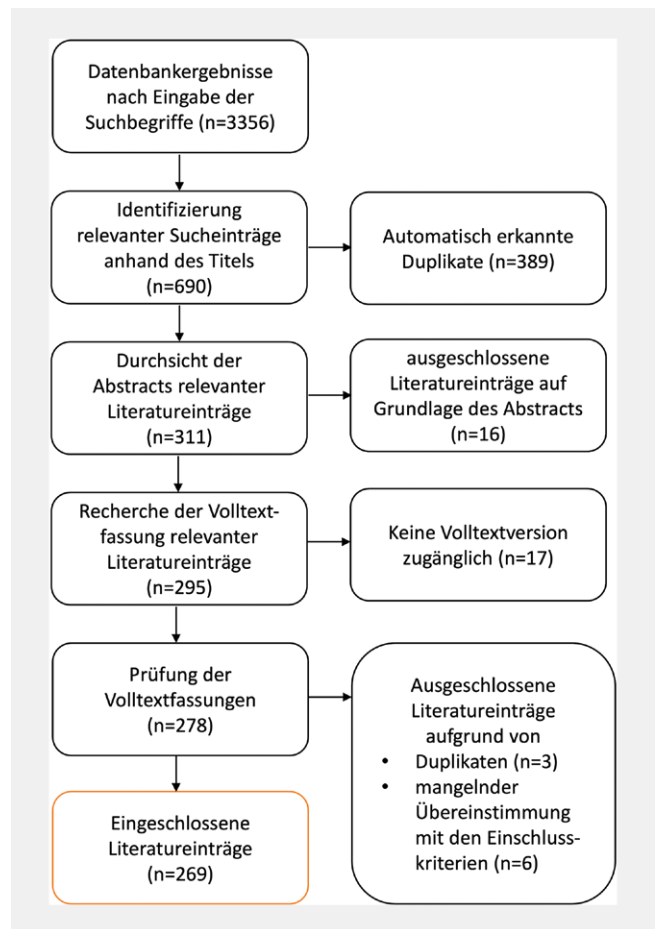 Datenbankergebnisse
nach Eingabe der
Suchbegriffe (n=3356)
Identifizierung
relevanter Sucheinträge
anhand des Titels
(n=690)
Automatisch erkannte
Duplikate (n=389)
Durchsicht der
Abstracts relevanter
Literatureinträge
(n=311)
ausgeschlossene
Literatureinträge auf
Grundlage des Abstracts
(n=16)
Recherche der Volltext-
fassung relevanter
Literatureinträge
(n=295)
Keine Volltextversion
zugänglich (n=17)
Prüfung der
Volltextfassungen
(n=278)
Ausgeschlossene
Literatureinträge
aufgrund von
• Duplikaten (n=3)
• mangelnder
Übereinstimmung
mit den Einschluss-
kriterien (n=6)
Eingeschlossene
Literatureinträge
(n=269)